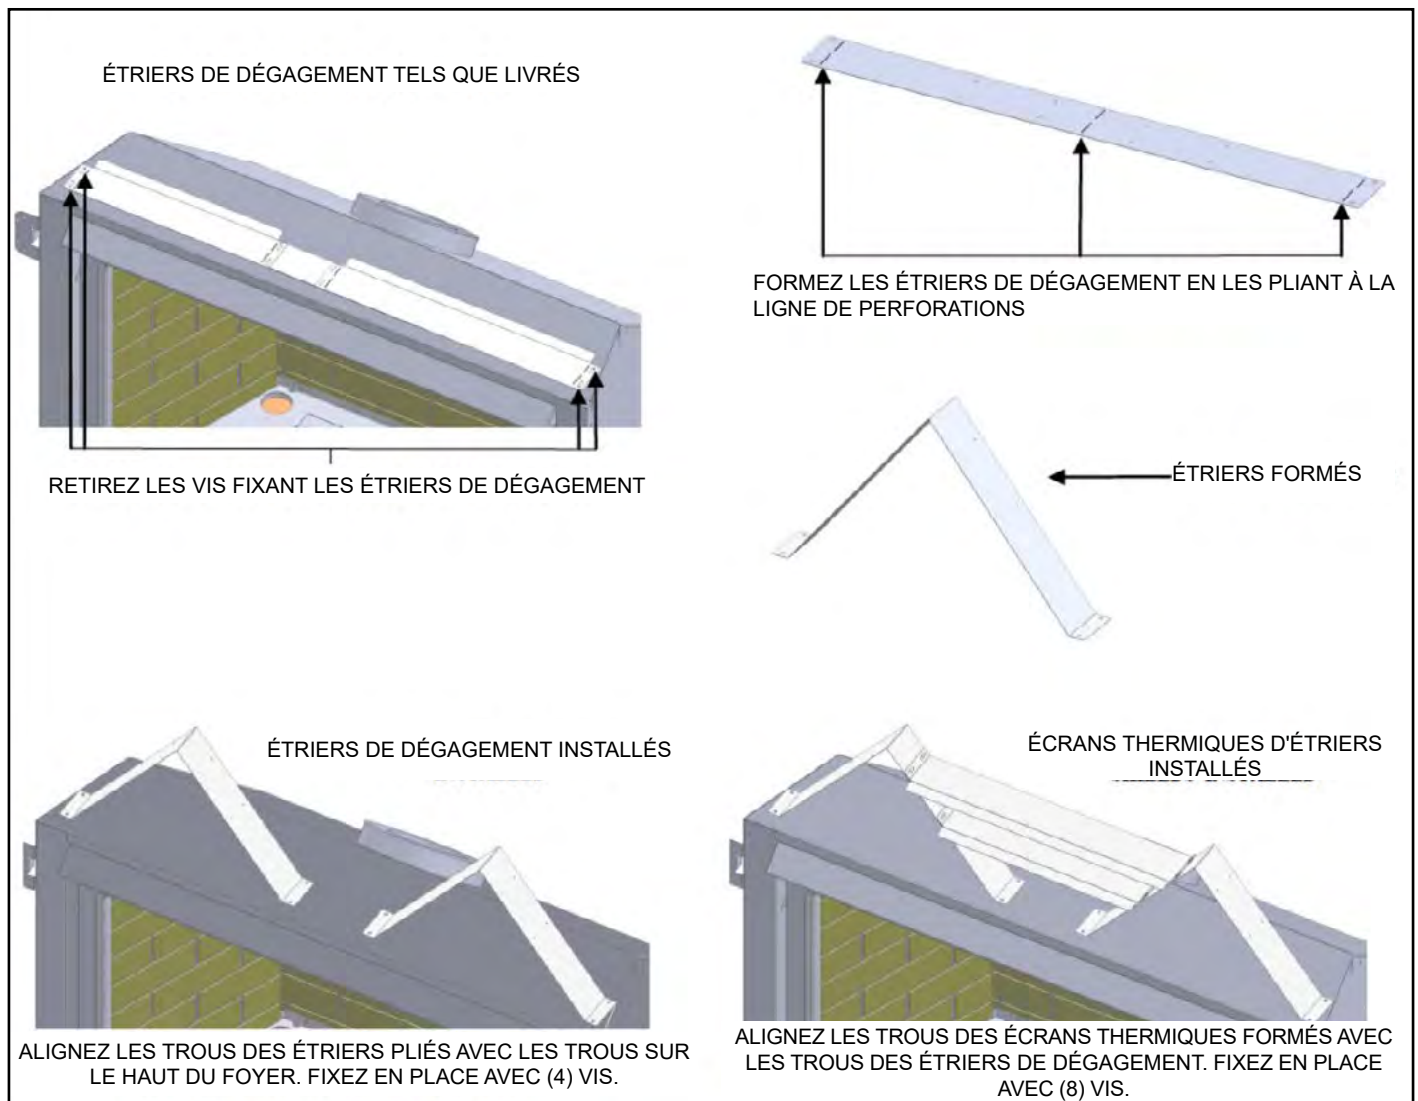 ÉTRIERS DE DÉGAGEMENT TELS QUE LIVRÉS
RETIREZ LES VIS FIXANT LES ÉTRIERS DE DÉGAGEMENT
FORMEZ LES ÉTRIERS DE DÉGAGEMENT EN LES PLIANT À LA
LIGNE DE PERFORATIONS
ÉTRIERS FORMÉS
ÉTRIERS DE DÉGAGEMENT INSTALLÉS
ALIGNEZ LES TROUS DES ÉTRIERS PLIÉS AVEC LES TROUS SUR
LE HAUT DU FOYER. FIXEZ EN PLACE AVEC (4) VIS.
ÉCRANS THERMIQUES D'ÉTRIERS
INSTALLÉS
ALIGNEZ LES TROUS DES ÉCRANS THERMIQUES FORMÉS AVEC
LES TROUS DES ÉTRIERS DE DÉGAGEMENT. FIXEZ EN PLACE
AVEC (8) VIS.